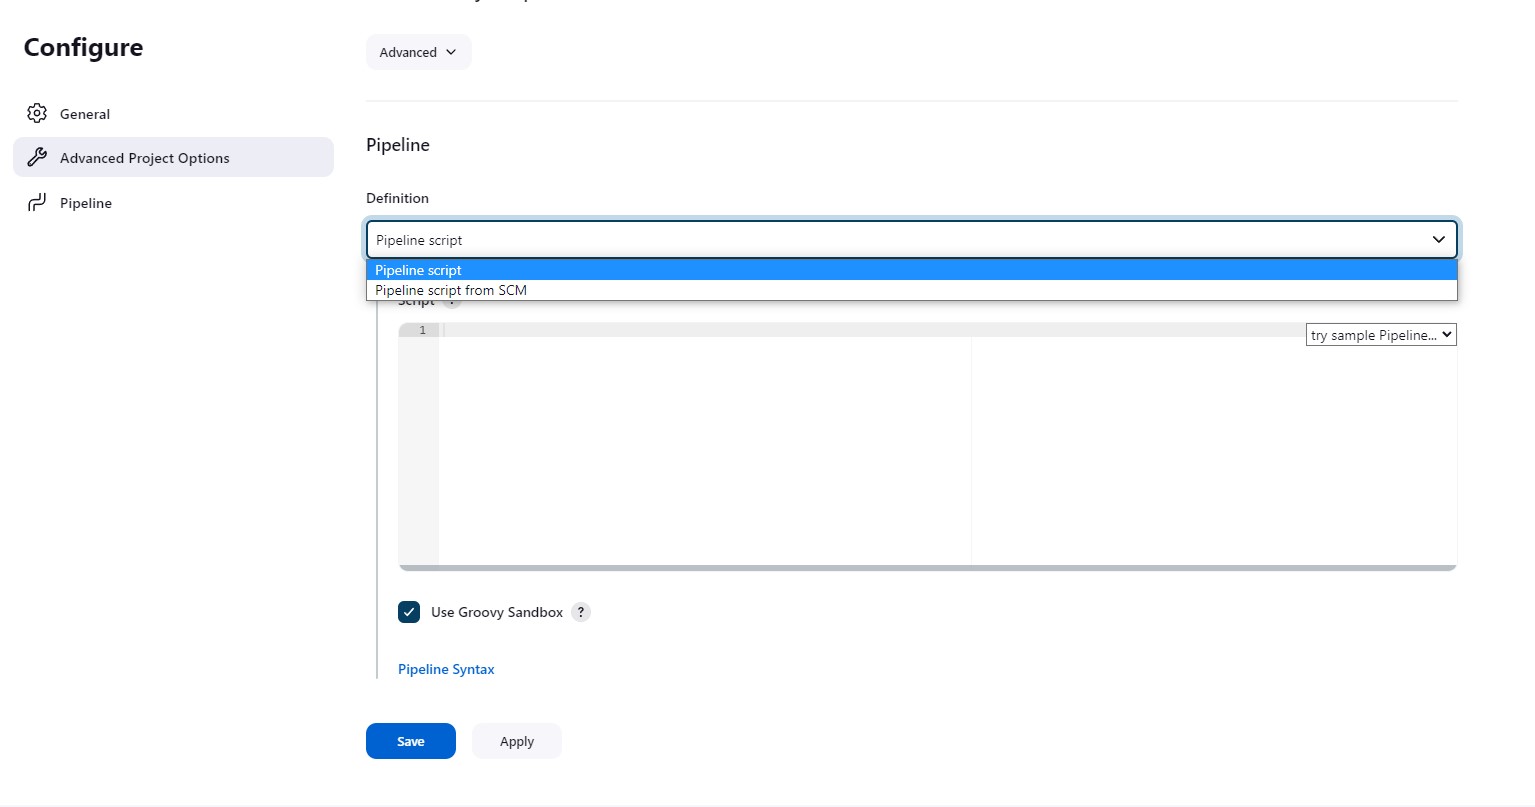 Configure
General
Advanced Project Options
Pipeline
Advanced
Pipeline
Definition
Pipeline script
Pipeline script
Pipeline script from SCM
Script ?
1
try sample Pipeline...
Use Groovy Sandbox ?
Pipeline Syntax
Save
Apply